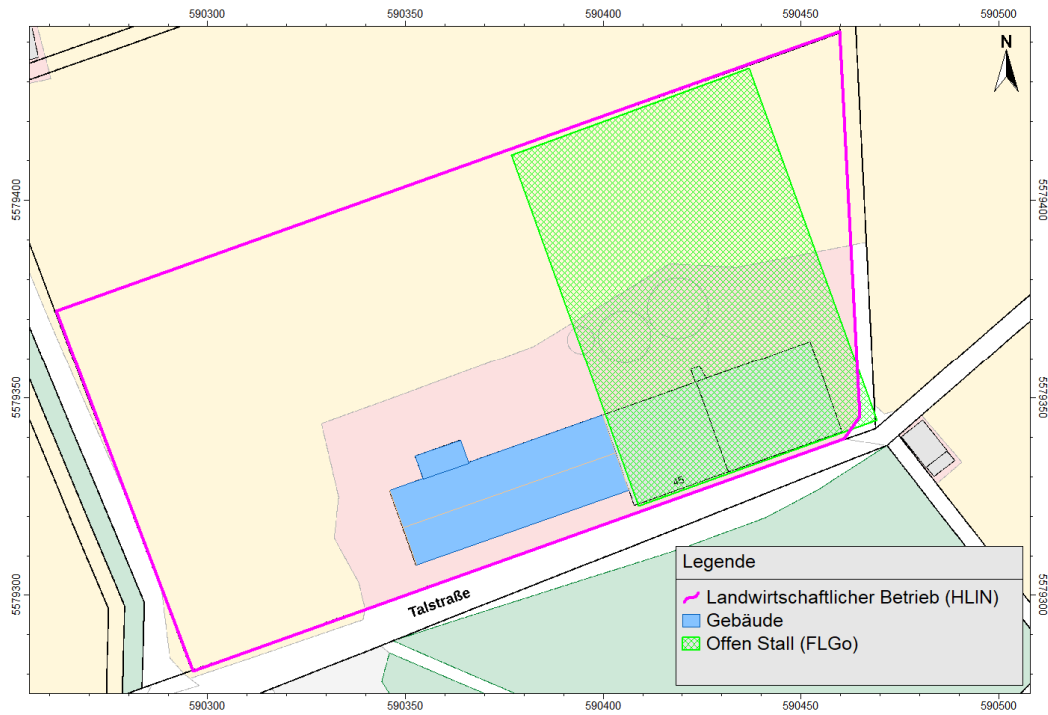 590300 590350 590400 590450 590500
N
5579400 5579400
5579350 5579350
45
5579300 5579300
Talstraße
Legende
Landwirtschaftlicher Betrieb (HLIN)
Gebäude
Offen Stall (FLGo)
590300 590350 590400 590450 590500